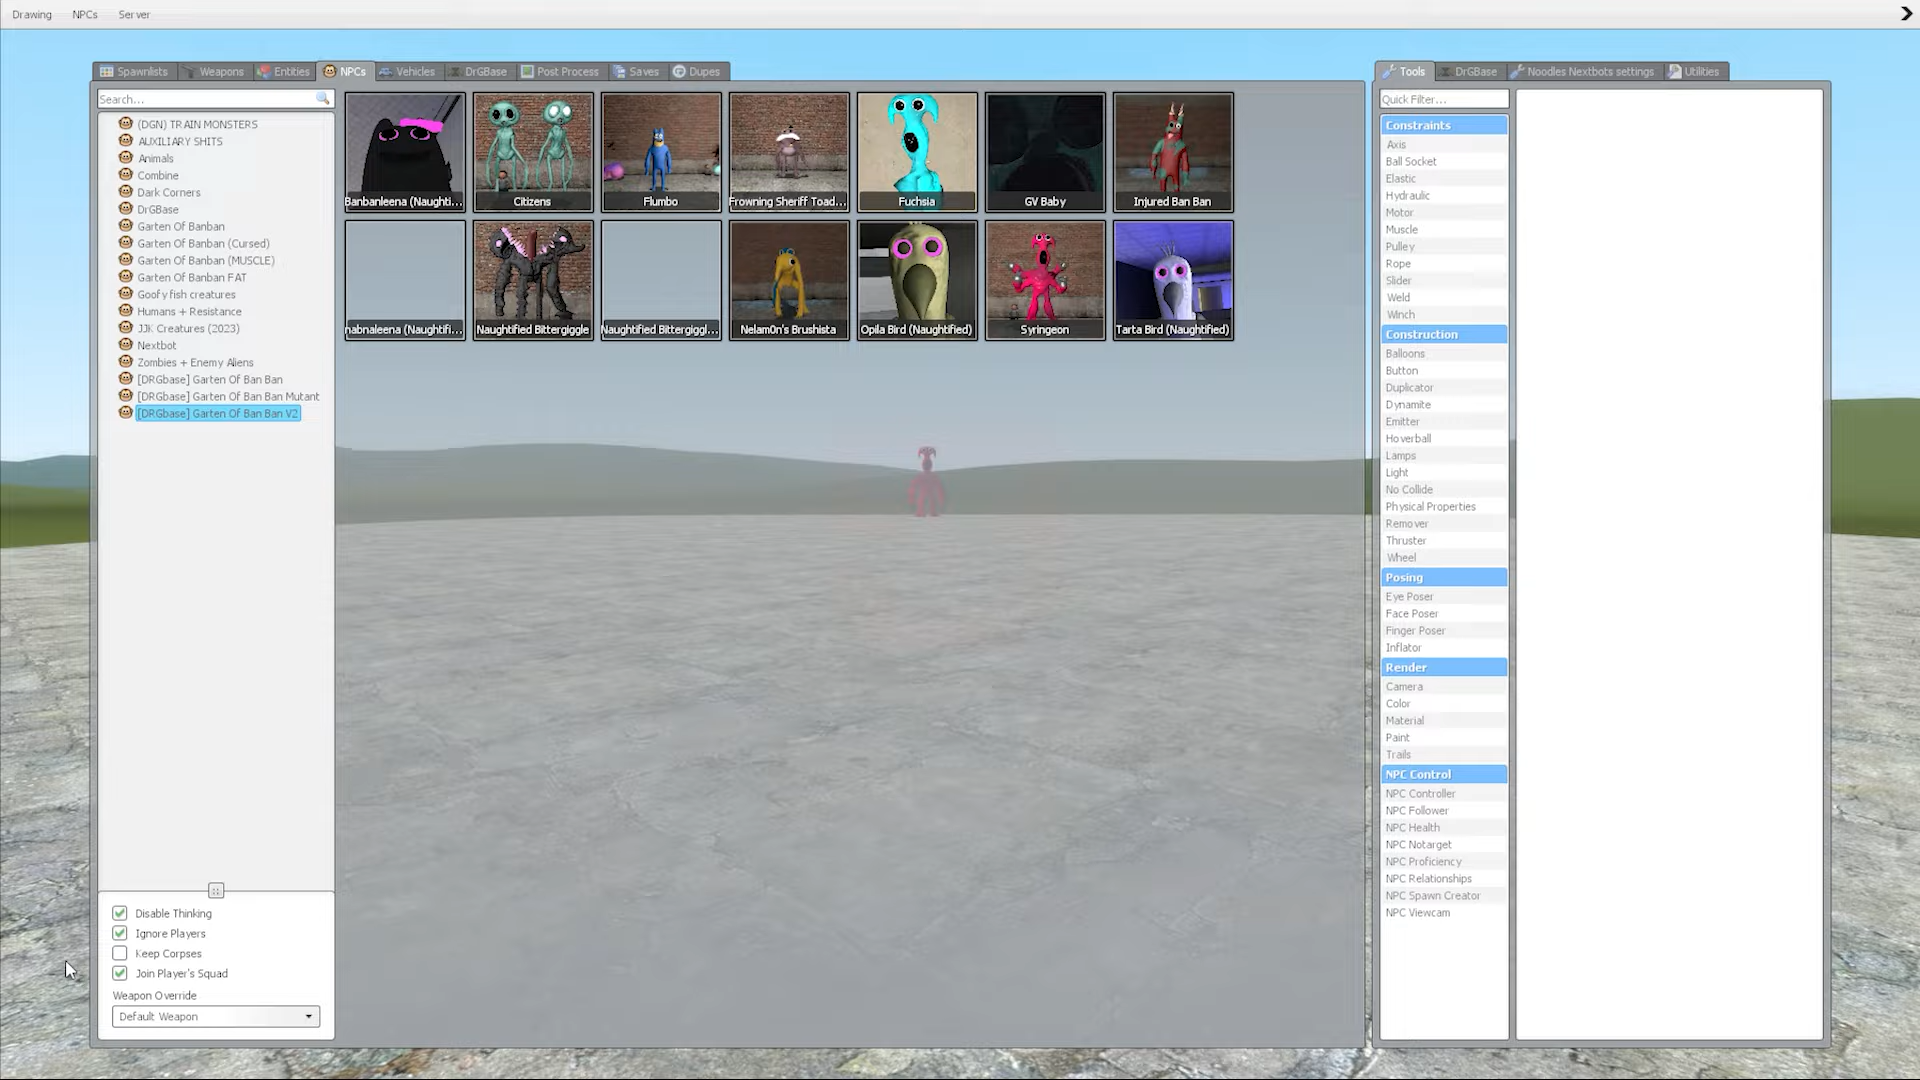 Drawing NPCs Server
Spawnlists Weapons Entities NPCs Vehicles DrGBase Post Process Saves Dupes
Search...
(DGN) TRAIN MONSTERS
AUXILIARY SHITS
Animals
Combine
Dark Corners
DrGBase
Garten Of Banban
Garten Of Banban (Cursed)
Garten Of Banban (MUSCLE)
Garten Of Banban FAT
Goofy fish creatures
Humans + Resistance
JJK Creatures (2023)
Nextbot
Zombies + Enemy Aliens
[DRGbase] Garten Of Ban Ban
[DRGbase] Garten Of Ban Ban Mutant
[DRGbase] Garten Of Ban Ban V2
Disable Thinking
Ignore Players
Keep Corpses
Join Player's Squad
Weapon Override
Default Weapon
Banbanleena (Naughti... Citizens Flumbo Frowning Sheriff Toad... Fuchsia GV Baby Injured Ban Ban
nabnaleena (Naughtifi... Naughtified Bittergiggle Naughtified Bittergiggl... Nelam0n's Brushista Opila Bird (Naughtified) Syringeon Tarta Bird (Naughtified)
Tools DrGBase Noodles Nextbots settings Utilities
Quick Filter...
Constraints
Axis
Ball Socket
Elastic
Hydraulic
Motor
Muscle
Pulley
Rope
Slider
Weld
Winch
Construction
Balloons
Button
Duplicator
Dynamite
Emitter
Hoverball
Lamps
Light
No Collide
Physical Properties
Remover
Thruster
Wheel
Posing
Eye Poser
Face Poser
Finger Poser
Inflator
Render
Camera
Color
Material
Paint
Trails
NPC Control
NPC Controller
NPC Follower
NPC Health
NPC Notarget
NPC Proficiency
NPC Relationships
NPC Spawn Creator
NPC Viewcam